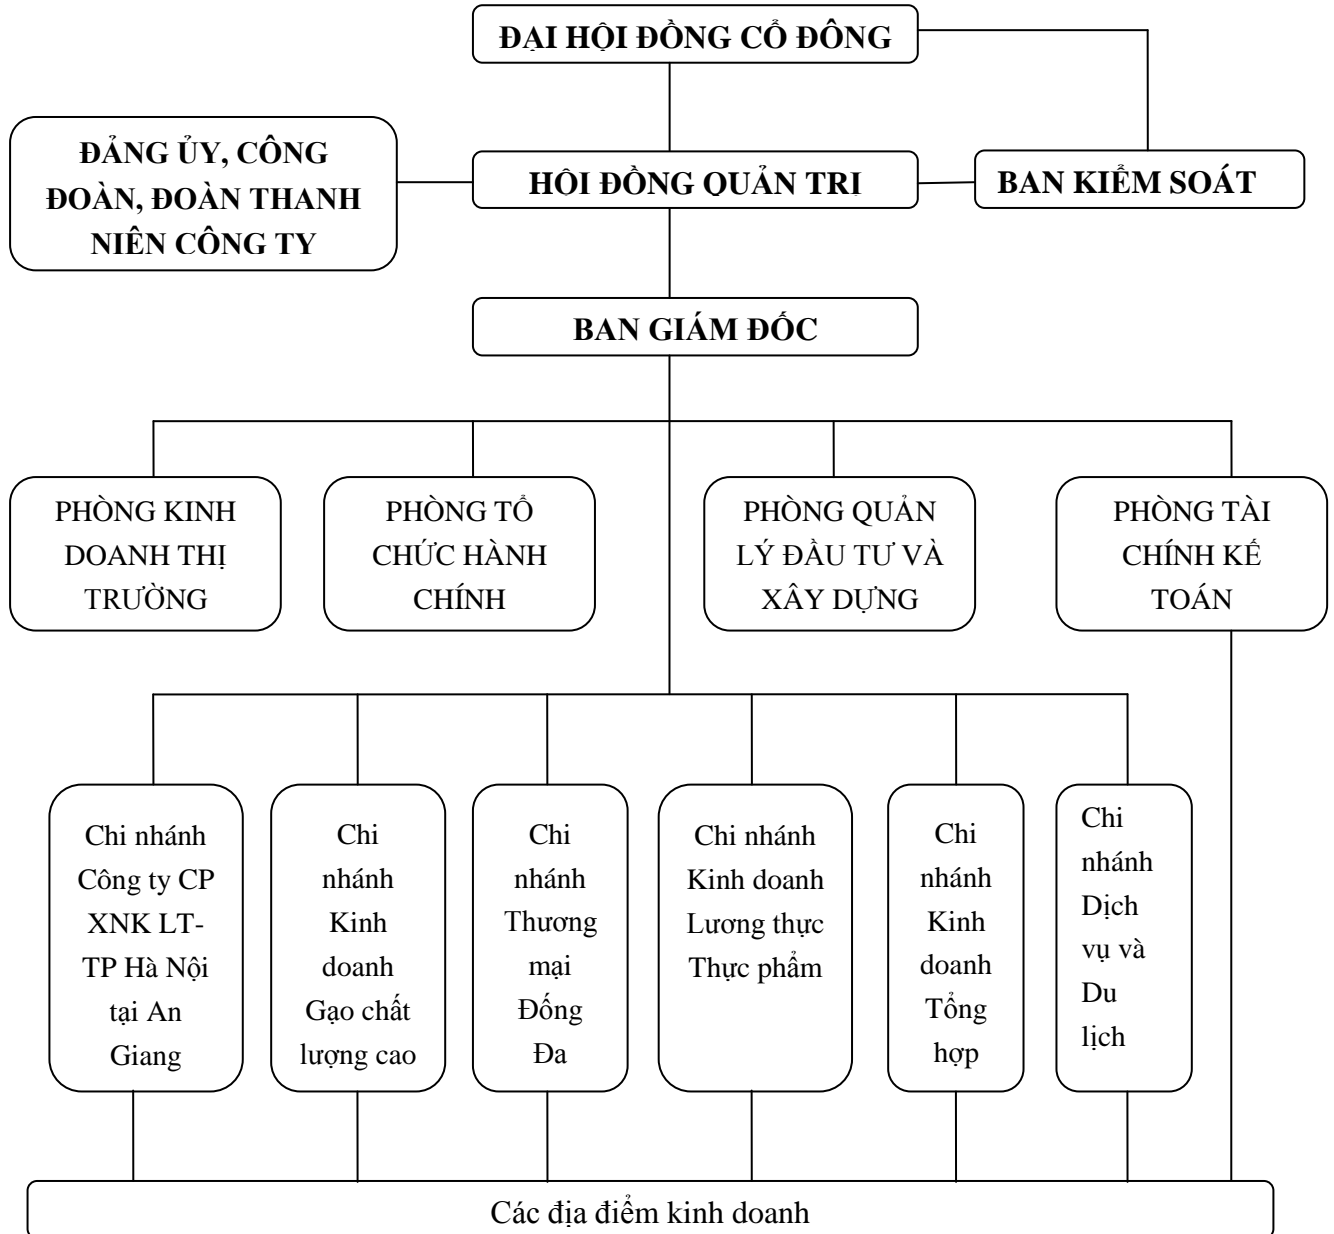 ĐẠI HỘI ĐỒNG CỔ ĐÔNG
ĐẢNG ỦY, CÔNG
ĐOÀN, ĐOÀN THANH
NIÊN CÔNG TY
HỘI ĐỒNG QUẢN TRỊ
BAN KIỂM SOÁT
BAN GIÁM ĐỐC
PHÒNG KINH
DOANH THỊ
TRƯỜNG
PHÒNG TỔ
CHỨC HÀNH
CHÍNH
PHÒNG QUẢN
LÝ ĐẦU TƯ VÀ
XÂY DỰNG
PHÒNG TÀI
CHÍNH KẾ
TOÁN
Chi nhánh
Công ty CP
XNK LT-
TP Hà Nội
tại An
Giang
Chi
nhánh
Kinh
doanh
Gạo chất
lượng cao
Chi
nhánh
Thương
mại
Đống
Đa
Chi nhánh
Kinh doanh
Lương thực
Thực phẩm
Chi
nhánh
Kinh
doanh
Tổng
hợp
Chi
nhánh
Dịch
vụ và
Du
lịch
Các địa điểm kinh doanh